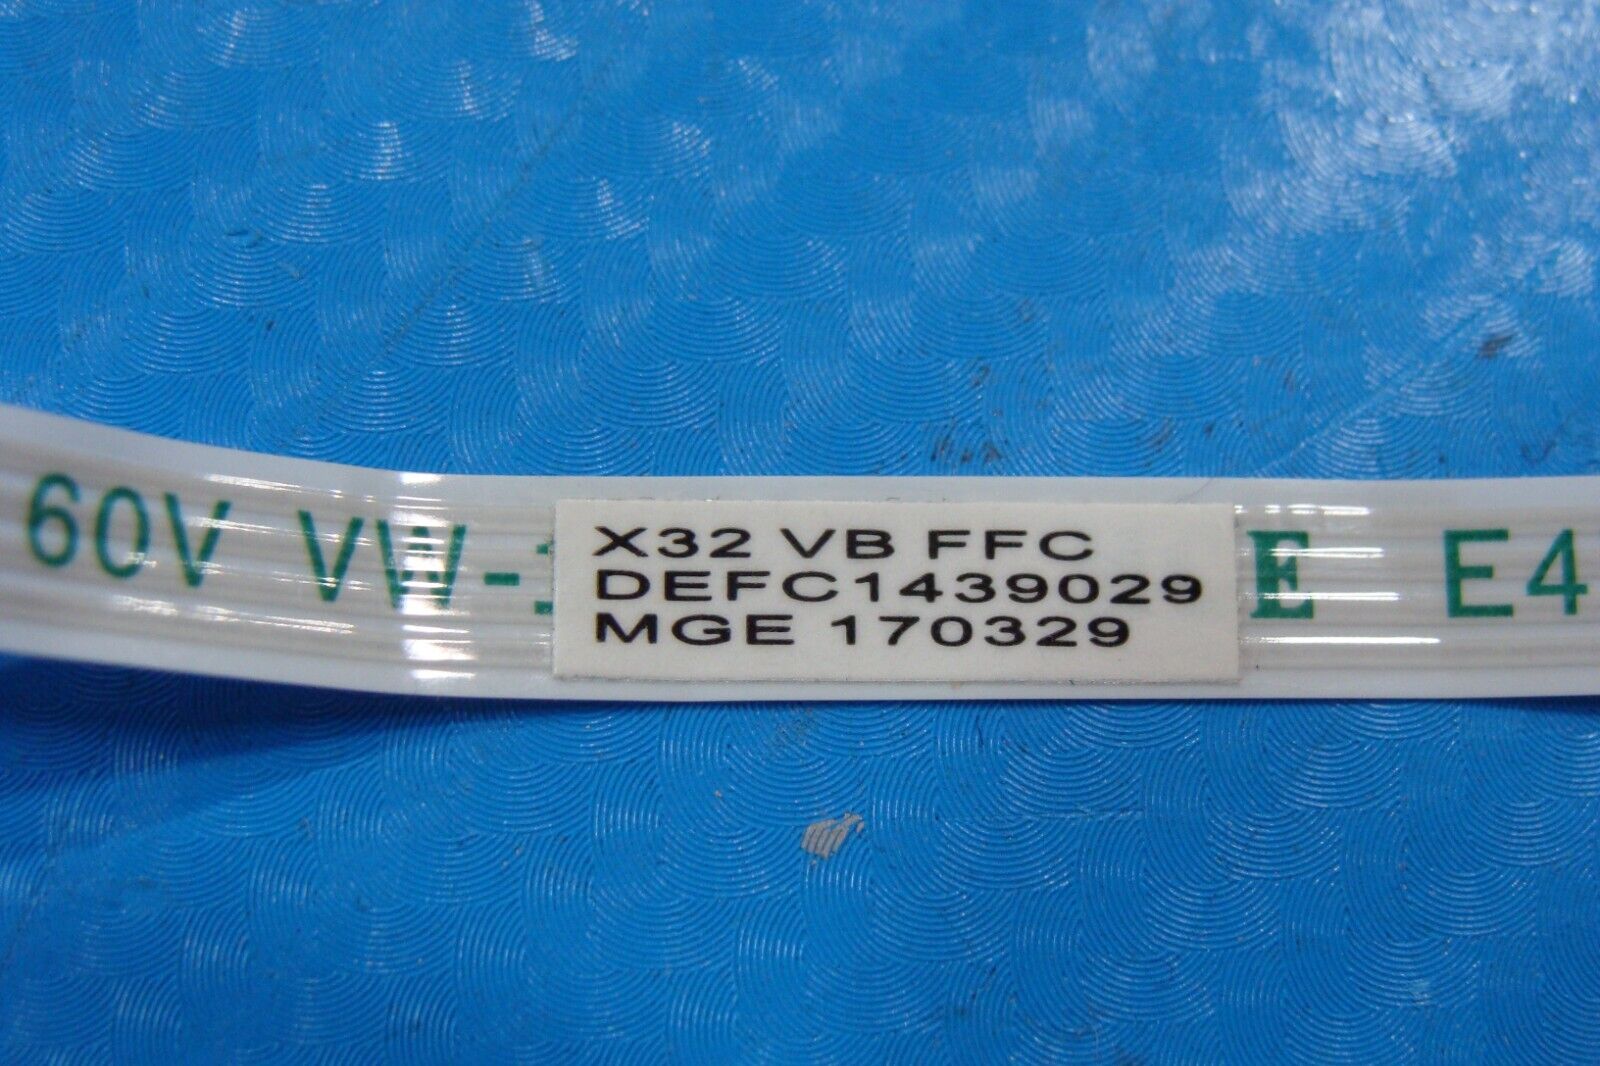 60V VW-
X32 VB FFC
DEFC1439029
MGE 170329
E E4